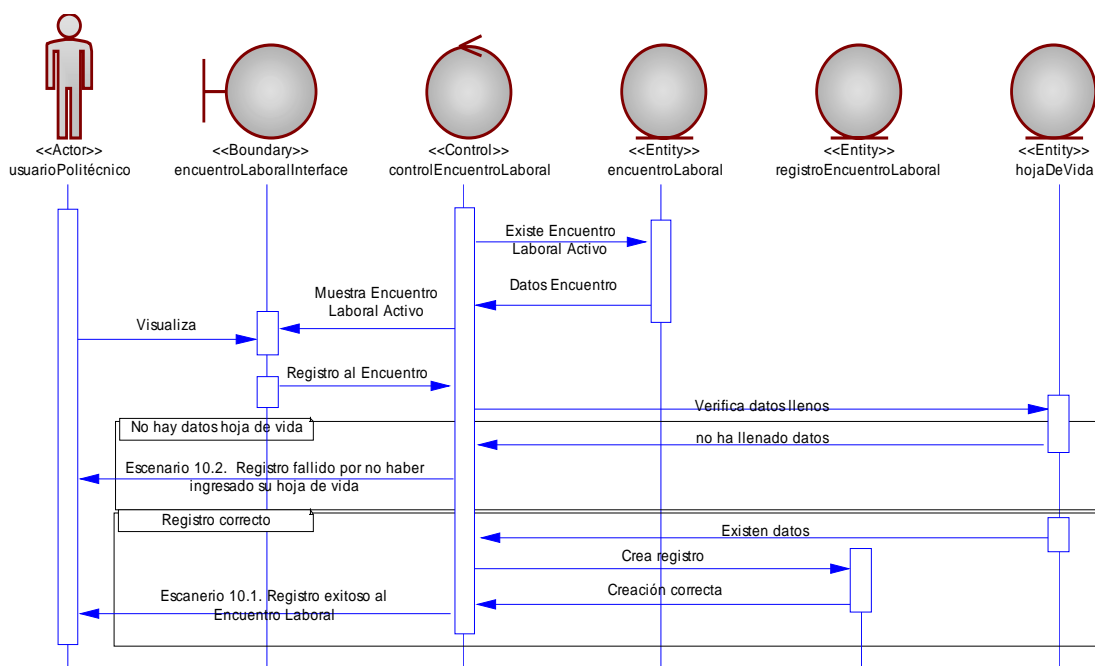 <<Actor>>
usuarioPolitécnico
<<Boundary>>
encuentroLaboralInterface
<<Control>>
controlEncuentroLaboral
<<Entity>>
encuentroLaboral
<<Entity>>
registroEncuentroLaboral
<<Entity>>
hojaDeVida
Existe Encuentro
Laboral Activo
Datos Encuentro
Muestra Encuentro
Laboral Activo
Visualiza
Registro al Encuentro
Verifica datos llenos
No hay datos hoja de vida
no ha llenado datos
Escenario 10.2. Registro fallido por no haber
ingresado su hoja de vida
Registro correcto
Existen datos
Crea registro
Creación correcta
Escanerio 10.1. Registro exitoso al
Encuentro Laboral